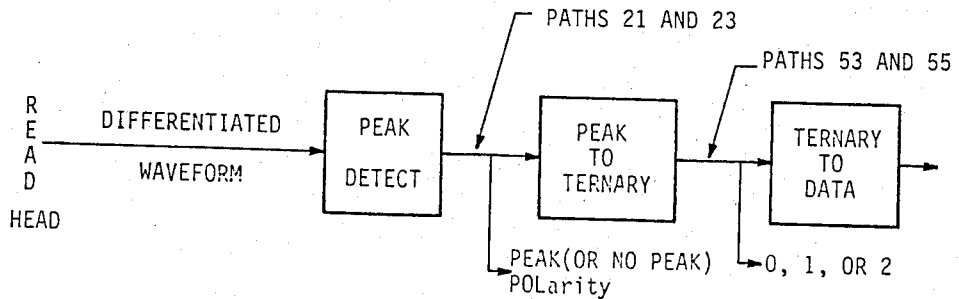 PATHS 21 AND 23
PATHS 53 AND 55
READ
HEAD
DIFFERENTIATED
WAVEFORM
PEAK
DETECT
PEAK
TO
TERNARY
TERNARY
TO
DATA
PEAK(OR NO PEAK)
POLarity
0, 1, OR 2